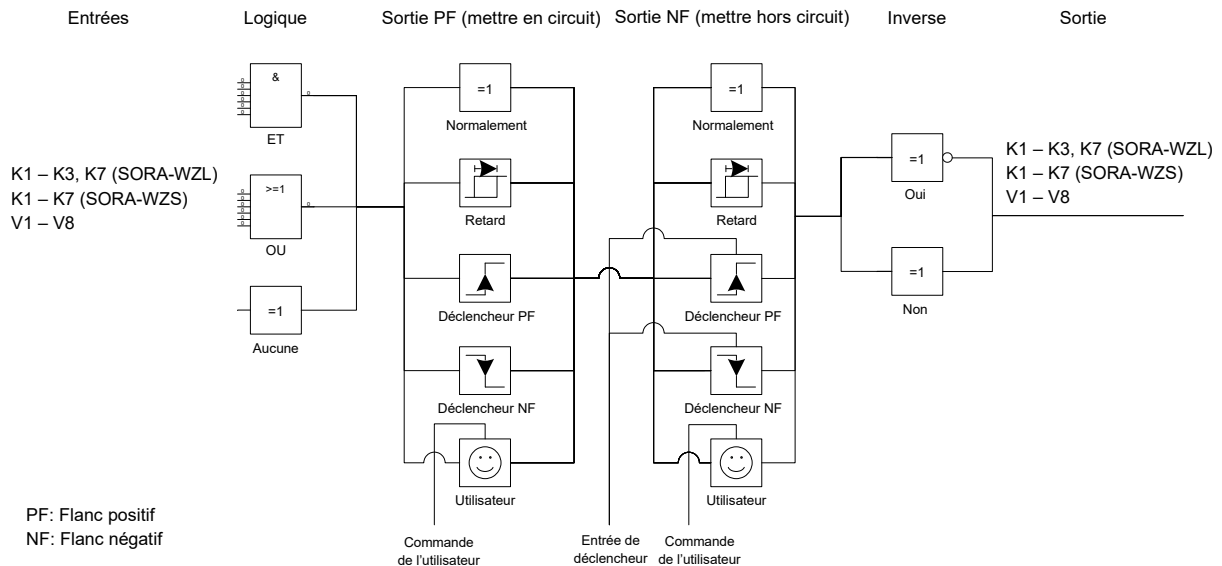 Entrées
Logique
Sortie PF (mettre en circuit)
Sortie NF (mettre hors circuit)
Inverse
Sortie
&
ET
>=1
OU
=1
Aucune
K1 – K3, K7 (SORA-WZL)
K1 – K7 (SORA-WZS)
V1 – V8
=1
Normalement
Retard
Déclencheur PF
Déclencheur NF
Utilisateur
Commande
de l'utilisateur
=1
Normalement
Retard
Déclencheur PF
Déclencheur NF
Utilisateur
Entrée de
déclencheur
Commande
de l'utilisateur
=1
Oui
=1
Non
K1 – K3, K7 (SORA-WZL)
K1 – K7 (SORA-WZS)
V1 – V8
PF: Flanc positif
NF: Flanc négatif